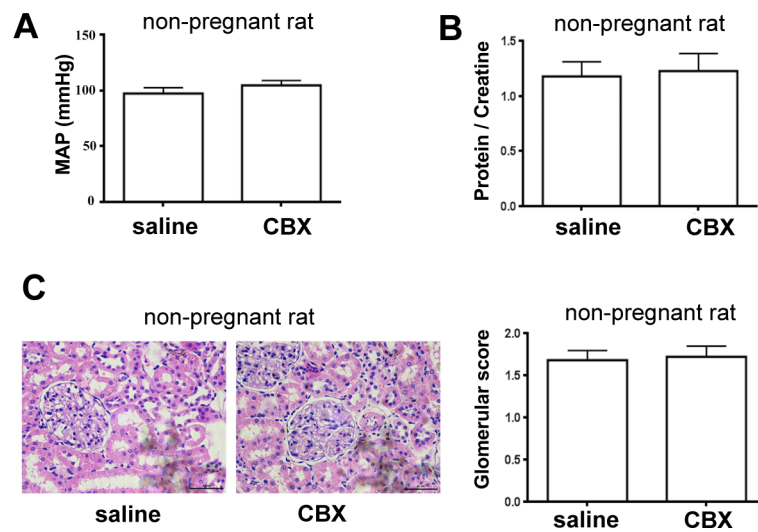 A
non-pregnant rat
MAP (mmHg)
150
100
50
0
saline
CBX
B
non-pregnant rat
Protein / Creatine
1.5
1.0
0.5
0.0
saline
CBX
C
non-pregnant rat
saline
CBX
non-pregnant rat
Glomerular score
2.0
1.5
1.0
0.5
0.0
saline
CBX